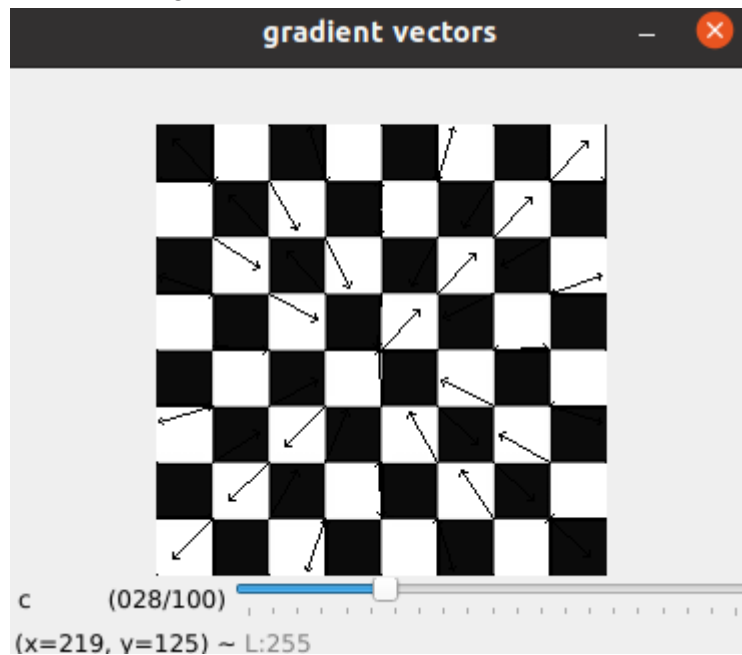 gradient vectors
c (028/100)
(x=219, y=125) ~ L:255